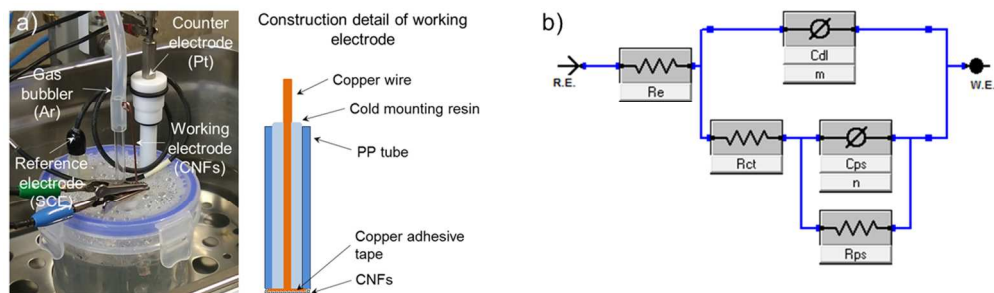 a)
Counter
electrode
(Pt)
Gas
bubbler
(Ar)
Reference
electrode
(SCE)
Working
electrode
(CNFs)
Construction detail of working
electrode
Copper wire
Cold mounting resin
PP tube
Copper adhesive
tape
CNFs
b)
R.E.
Re
Cdl
m
W.E.
Rct
Cps
n
Rps